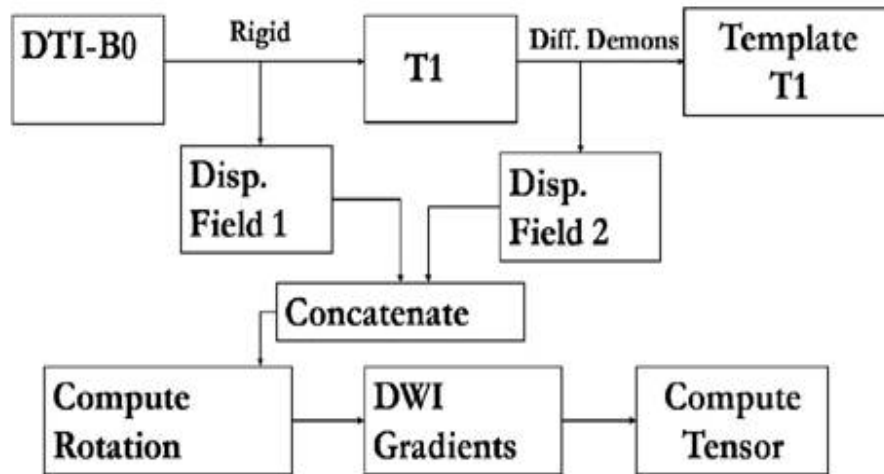 DTI-B0
Rigid
T1
Diff. Demons
Template
T1
Disp.
Field 1
Disp.
Field 2
Concatenate
Compute
Rotation
DWI
Gradients
Compute
Tensor